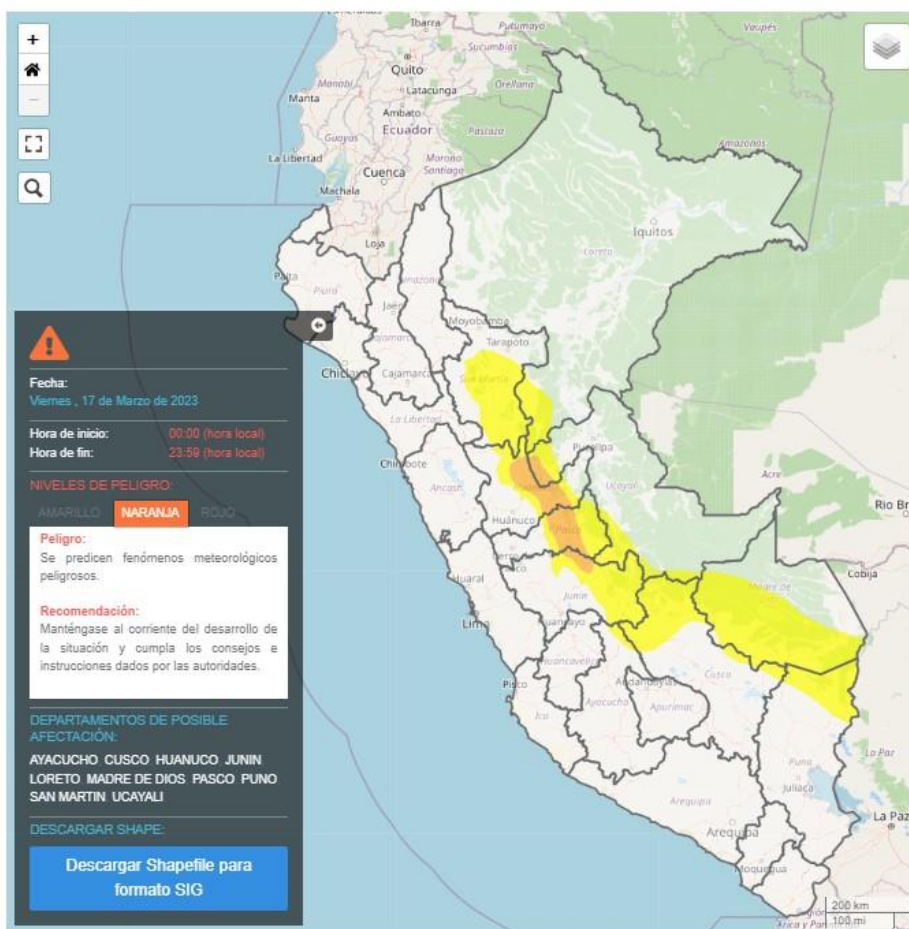 +
−
Fecha:
Viernes , 17 de Marzo de 2023
Hora de inicio: 00:00 (hora local)
Hora de fin: 23:59 (hora local)
NIVELES DE PELIGRO:
AMARILLO NARANJA ROJO
Peligro:
Se predicen fenómenos meteorológicos
peligrosos.
Recomendación:
Manténgase al corriente del desarrollo de
la situación y cumpla los consejos e
instrucciones dados por las autoridades.
DEPARTAMENTOS DE POSIBLE
AFECTACIÓN:
AYACUCHO CUSCO HUANUCO JUNIN
LORETO MADRE DE DIOS PASCO PUNO
SAN MARTIN UCAYALI
DESCARGAR SHAPE:
Descargar Shapefile para
formato SIG
Esmeraldas
Ibarra
Putumayo
Vaupés
Sucumbíos
Quito
Orellana
Manabí
Latacunga
Manta
Ambato
Ecuador
Pastaza
Amazonas
Guayas
La Libertad
Morona
Santiago
Cuenca
Machala
Loja
Iquitos
Loreto
Piura
Jaén
Moyobamba
Tarapoto
Chiclayo
Cajamarca
San Martín
La Libertad
Pucallpa
Chimbote
Ucayali
Acre
Ancash
Rio Br
Huánuco
Pasco
Cobija
Huaral
Junín
Lima
Huancayo
Huancavelica
Cusco
Pisco
Andahuaylas
Ayacucho
Apurímac
Ica
La Paz
Puno
Juliaca
Arequipa
La Paz
Arequipa
Moquegua
200 km
100 mi